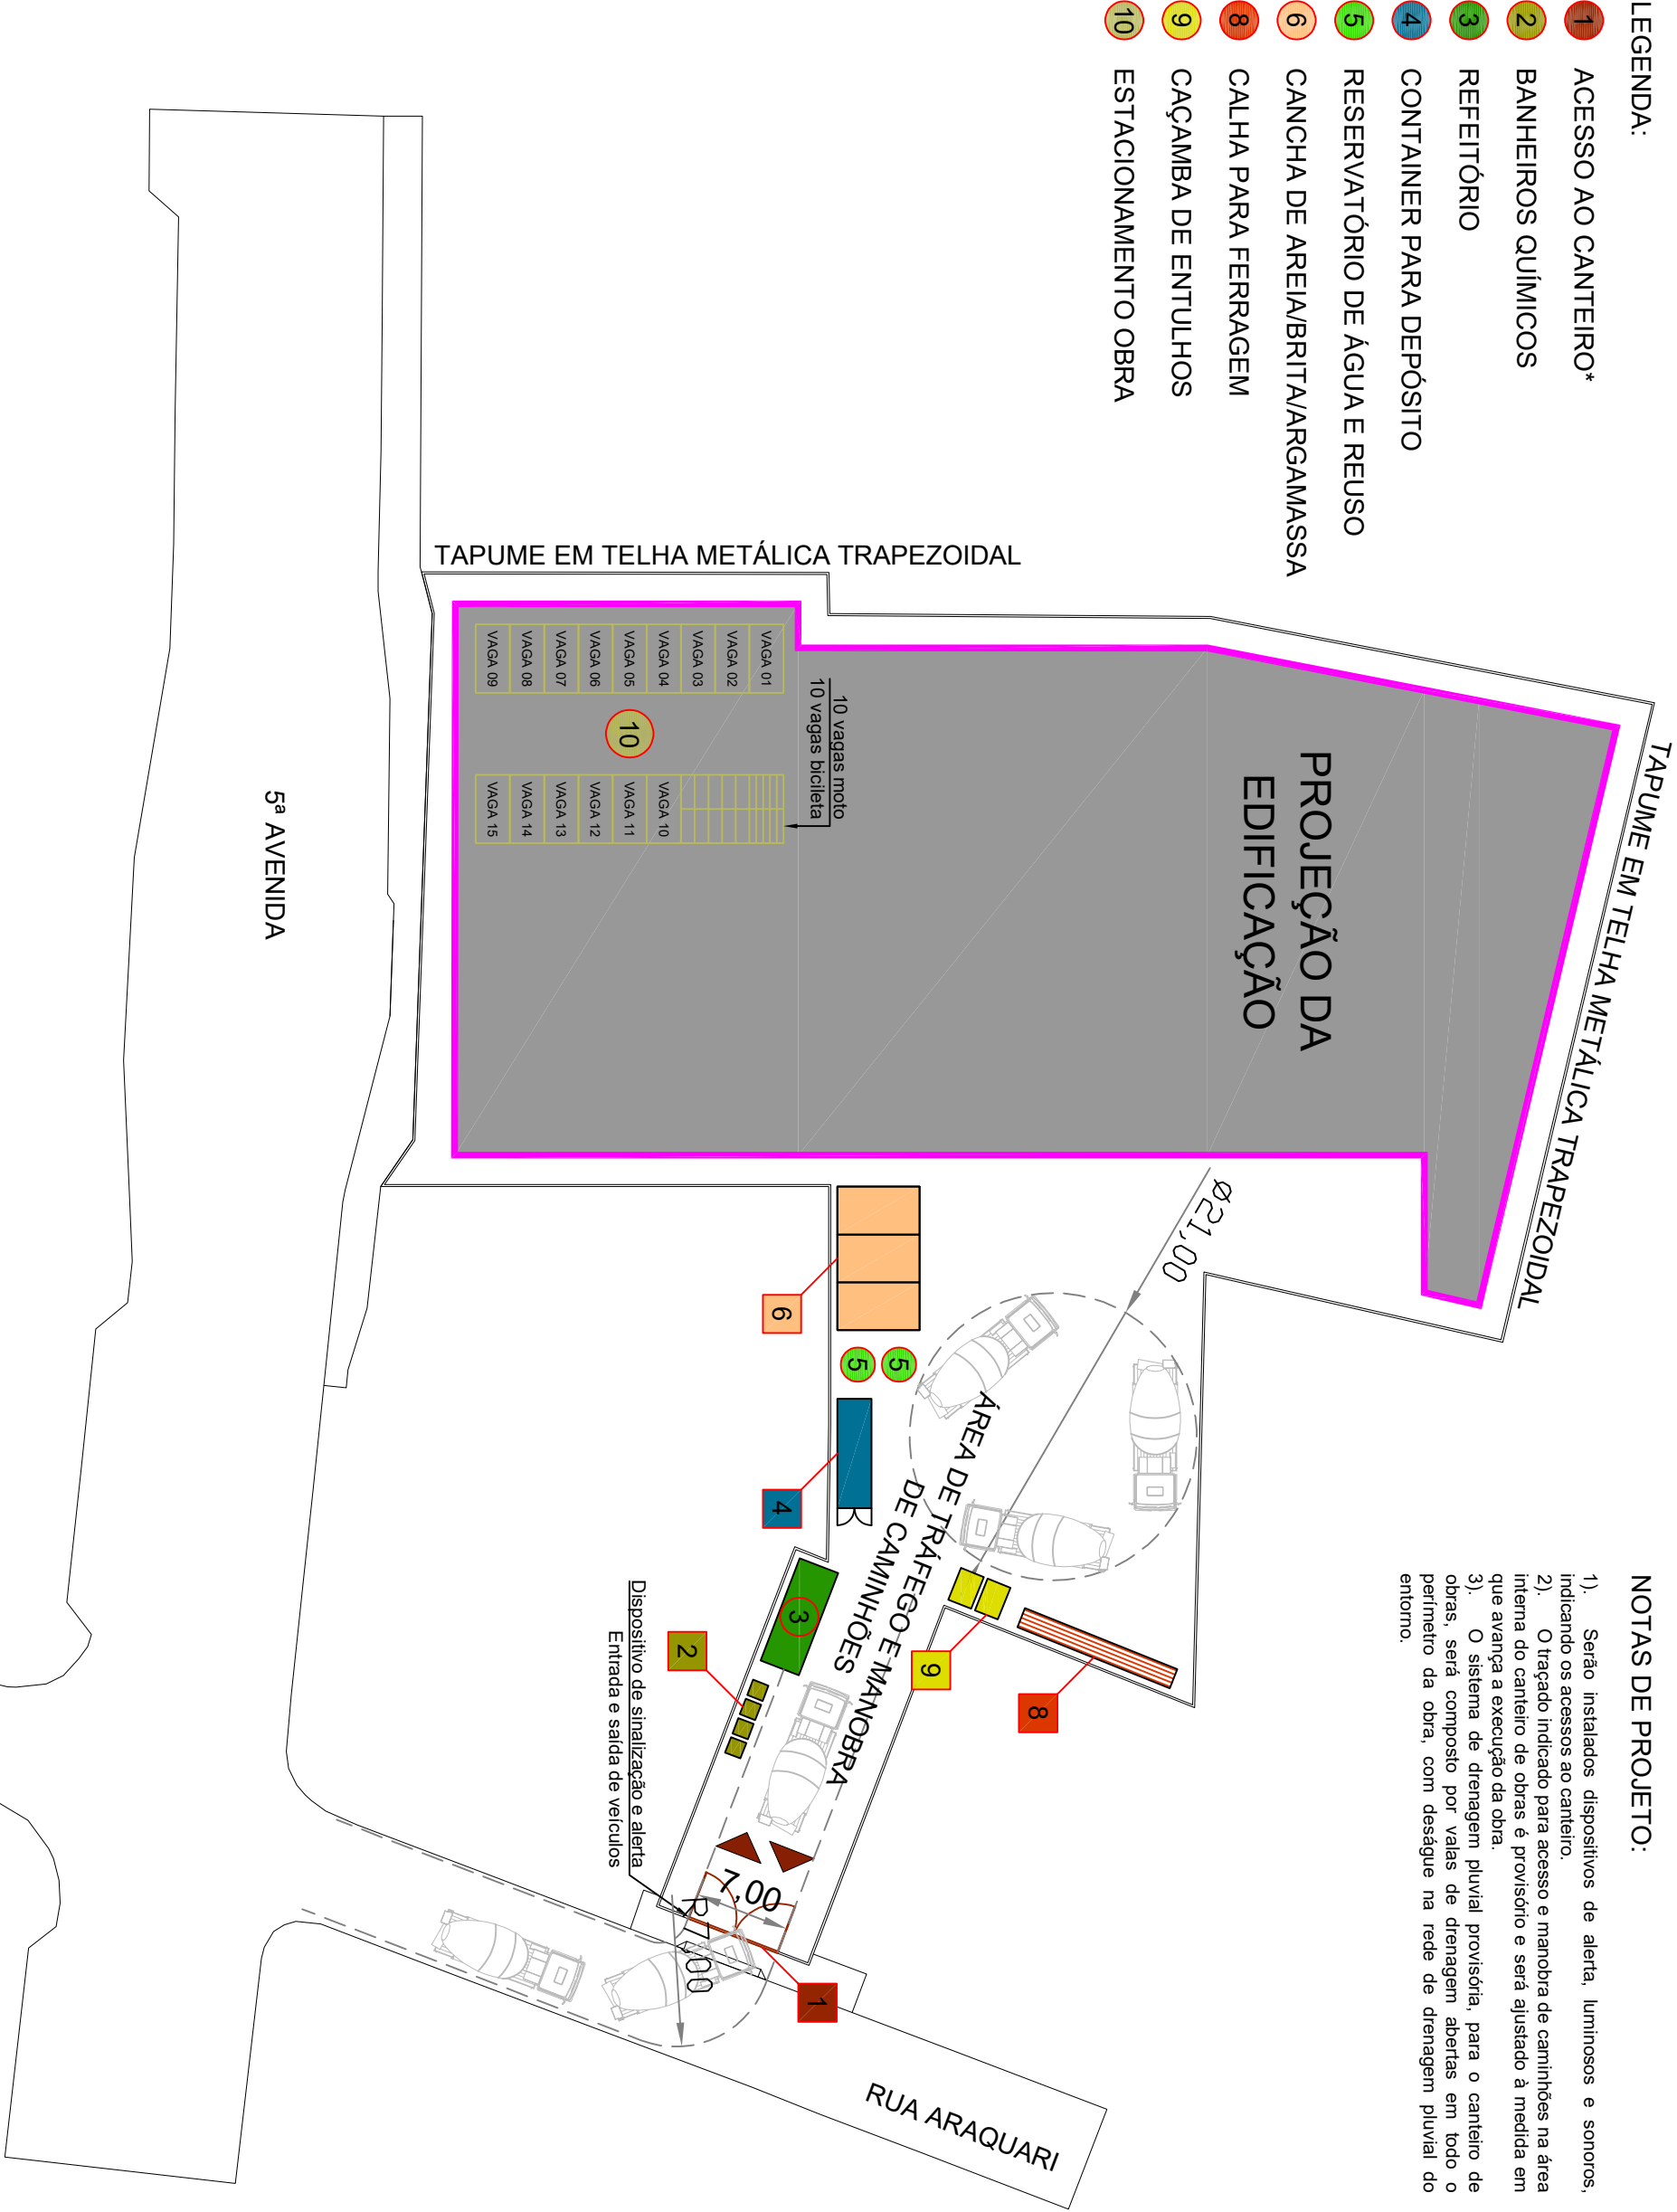 LEGENDA:
1 ACESSO AO CANTEIRO*
2 BANHEIROS QUÍMICOS
3 REFEITÓRIO
4 CONTAINER PARA DEPÓSITO
5 RESERVATÓRIO DE ÁGUA E REUSO
6 CANCHA DE AREIA/BRITA/ARGAMASSA
8 CALHA PARA FERRAGEM
9 CAÇAMBA DE ENTULHOS
10 ESTACIONAMENTO OBRA
NOTAS DE PROJETO:
1). Serão instalados dispositivos de alerta, luminosos e sonoros,
indicando os acessos ao canteiro.
2). O traçado indicado para acesso e manobra de caminhões na área
interna do canteiro de obras é provisório e será ajustado à medida em
que avança a execução da obra.
3). O sistema de drenagem pluvial provisória, para o canteiro de
obras, será composto por valas de drenagem abertas em todo o
perímetro da obra, com deságue na rede de drenagem pluvial do
entorno.
TAPUME EM TELHA METÁLICA TRAPEZOIDAL
TAPUME EM TELHA METÁLICA TRAPEZOIDAL
PROJEÇÃO DA
EDIFICAÇÃO
10 vagas moto
10 vagas bicileta
VAGA 01
VAGA 02
VAGA 03
VAGA 04
VAGA 05
VAGA 06
VAGA 07
VAGA 08
VAGA 09
10
VAGA 10
VAGA 11
VAGA 12
VAGA 13
VAGA 14
VAGA 15
Ø21,00
ÁREA DE TRÁFEGO E MANOBRA
DE CAMINHÕES
6
5
5
4
3
2
9
8
Dispositivo de sinalização e alerta
Entrada e saída de veículos
7,00
R7,00
1
5ª AVENIDA
RUA ARAQUARI